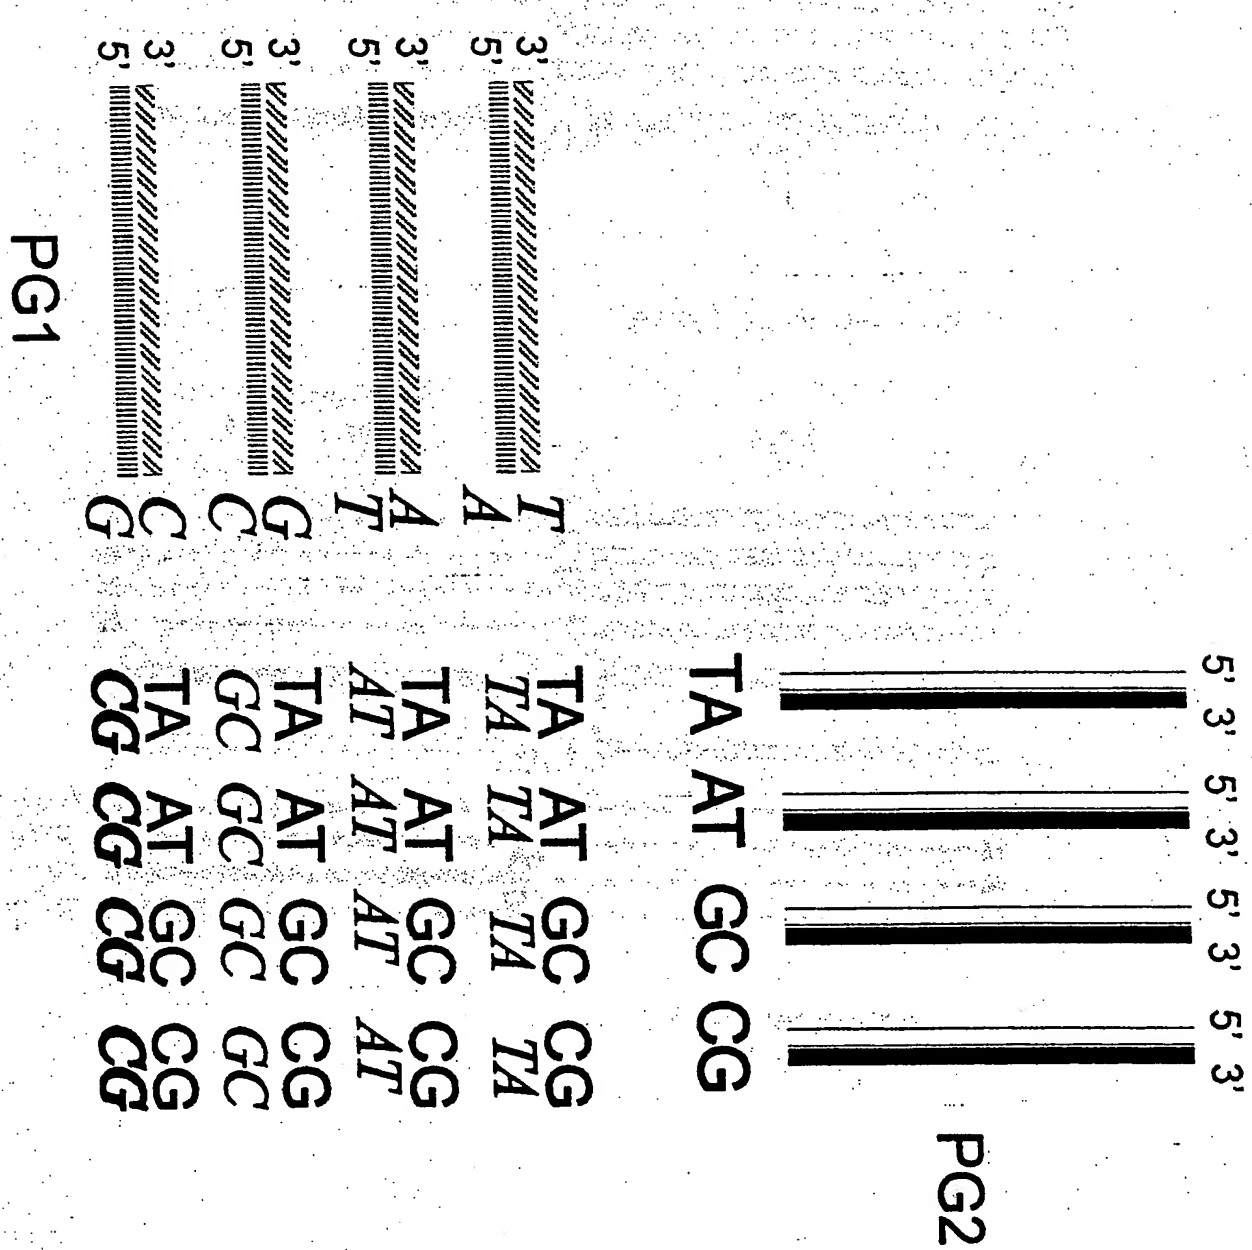 5' 3' 5' 3' 5' 3' 5' 3'
PG2
TA AT GC CG
3' T TA AT GC CG
5' A TA TA TA TA
3' A TA AT GC CG
5' T AT AT AT AT
3' G TA AT GC CG
5' C GC GC GC GC
3' C TA AT GC CG
5' G CG CG CG CG
PG1